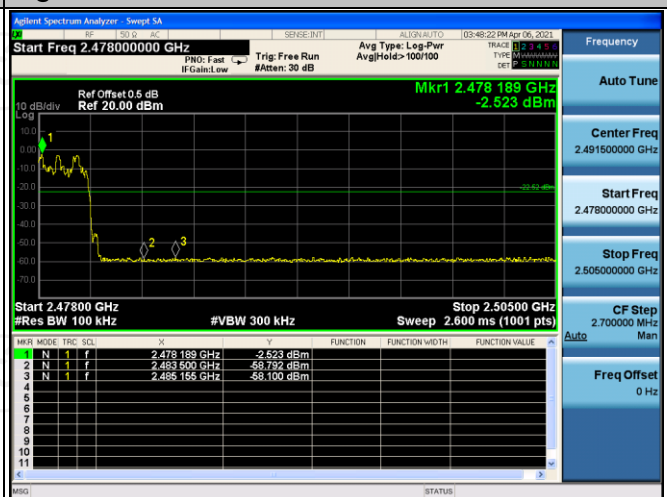 Agilent Spectrum Analyzer - Swept SA
RF 50 Ω AC SENSE:INT ALIGN AUTO 03:48:22 PM Apr 06, 2021
Start Freq 2.478000000 GHz
PNO: Fast
IFGain:Low
Trig: Free Run
#Atten: 30 dB
Avg Type: Log-Pwr
Avg|Hold:> 100/100
TRACE 1 2 3 4 5 6
TYPE M
DET P S N N N N
Ref Offset 0.5 dB
Ref 20.00 dBm
10 dB/div
Log
Mkr1 2.478 189 GHz
-2.523 dBm
10.0
0.00
-10.0
-20.0
-30.0
-40.0
-50.0
-60.0
-70.0
1
2
3
-22.52 dBm
Start 2.47800 GHz Stop 2.50500 GHz
#Res BW 100 kHz #VBW 300 kHz Sweep 2.600 ms (1001 pts)
MKR MODE TRC SCL X Y FUNCTION FUNCTION WIDTH FUNCTION VALUE
1 N 1 f 2.478 189 GHz -2.523 dBm
2 N 1 f 2.483 500 GHz -58.792 dBm
3 N 1 f 2.485 155 GHz -58.100 dBm
4
5
6
7
8
9
10
11
MSG STATUS
Frequency
Auto Tune
Center Freq
2.491500000 GHz
Start Freq
2.478000000 GHz
Stop Freq
2.505000000 GHz
CF Step
2.700000 MHz
Auto Man
Freq Offset
0 Hz